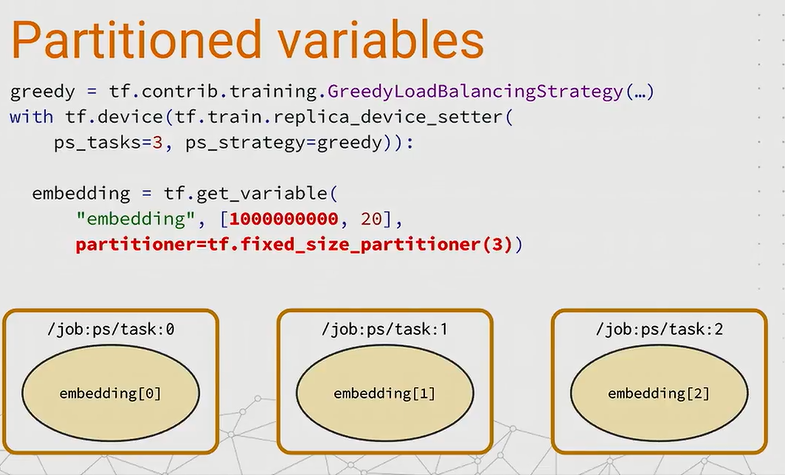 Partitioned variables
greedy = tf.contrib.training.GreedyLoadBalancingStrategy(…)
with tf.device(tf.train.replica_device_setter(
ps_tasks=3, ps_strategy=greedy)):
embedding = tf.get_variable(
"embedding", [1000000000, 20],
partitioner=tf.fixed_size_partitioner(3))
/job:ps/task:0 /job:ps/task:1 /job:ps/task:2
embedding[0] embedding[1] embedding[2]